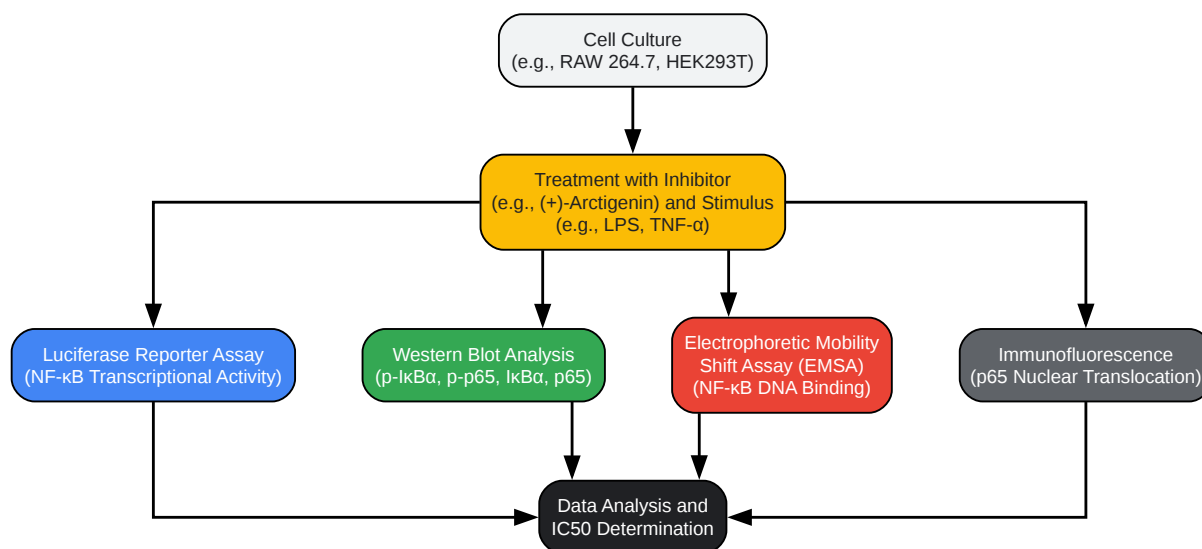 Cell Culture
(e.g., RAW 264.7, HEK293T)
Treatment with Inhibitor
(e.g., (+)-Arctigenin) and Stimulus
(e.g., LPS, TNF-α)
Luciferase Reporter Assay
(NF-κB Transcriptional Activity)
Western Blot Analysis
(p-IκBα, p-p65, IκBα, p65)
Electrophoretic Mobility
Shift Assay (EMSA)
(NF-κB DNA Binding)
Immunofluorescence
(p65 Nuclear Translocation)
Data Analysis and
IC50 Determination